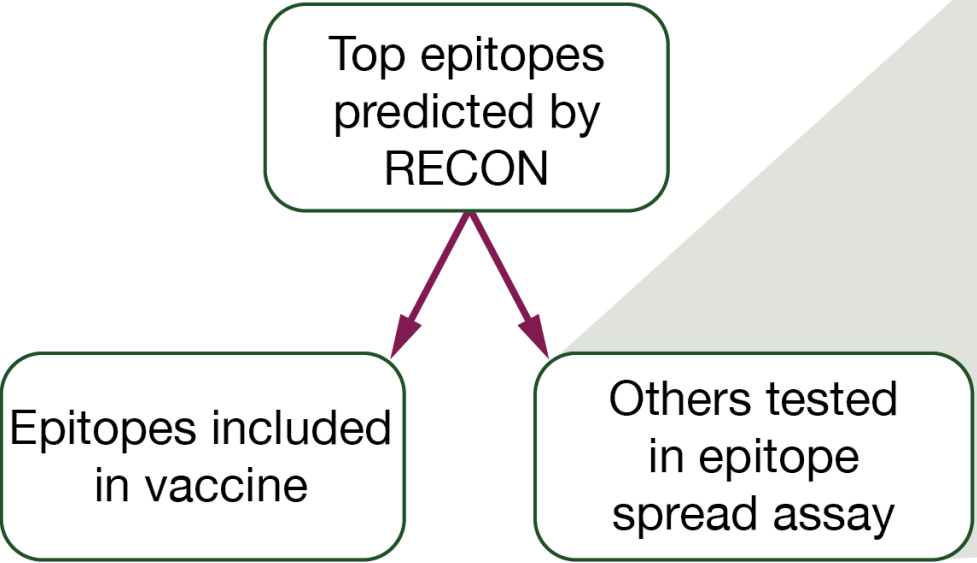 Top epitopes
predicted by
RECON
Epitopes included
in vaccine
Others tested
in epitope
spread assay